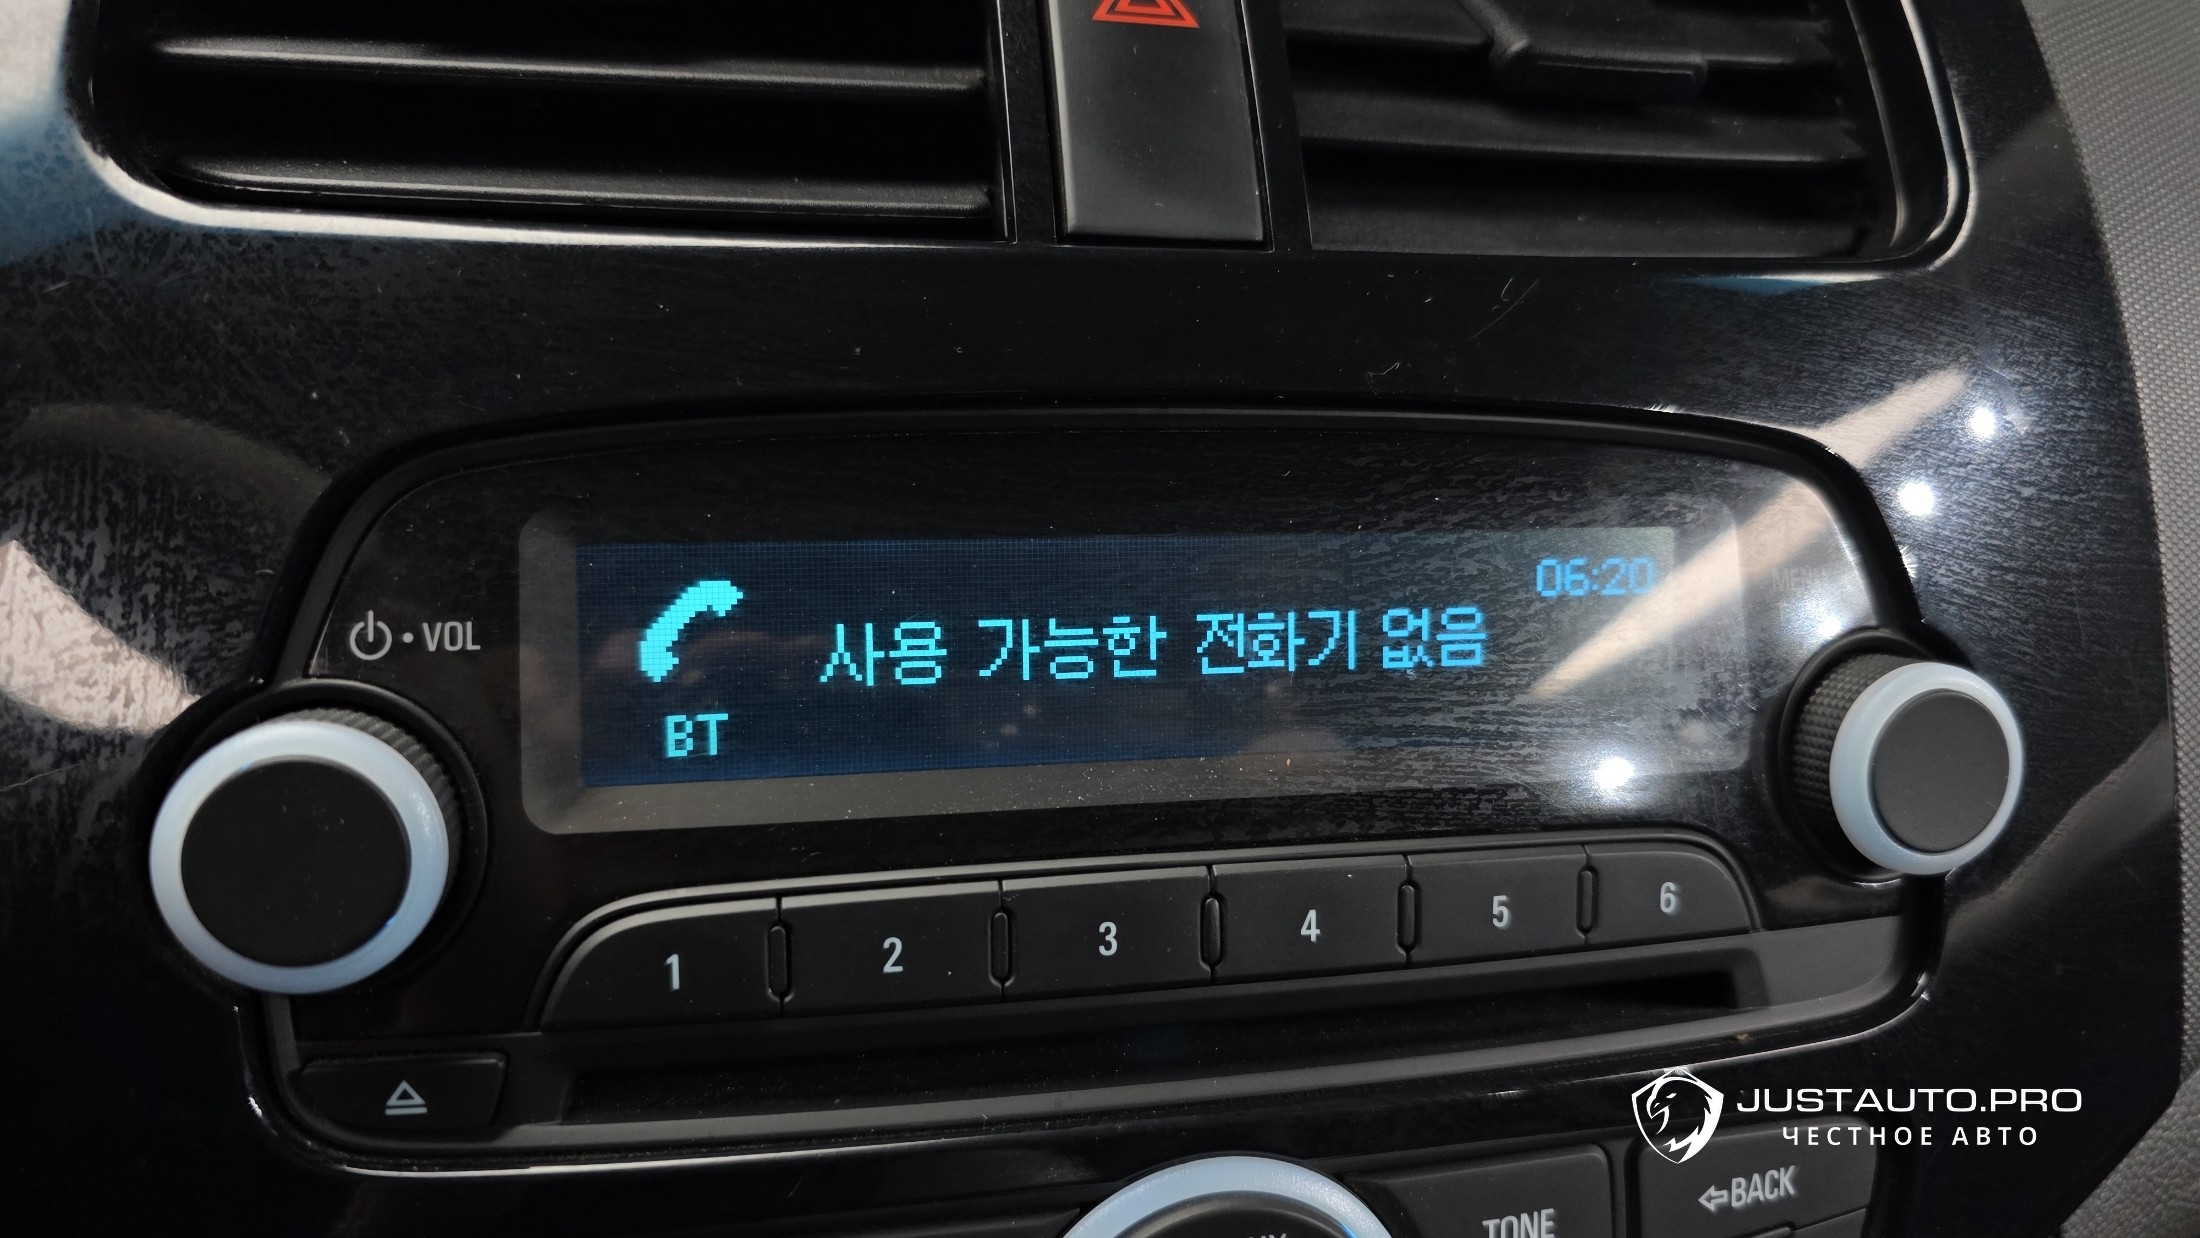 06:20
사용 가능한 전화기 없음
BT
VOL
MENU
1 2 3 4 5 6
JUSTAUTO.PRO
ЧЕСТНОЕ АВТО
BACK
TONE